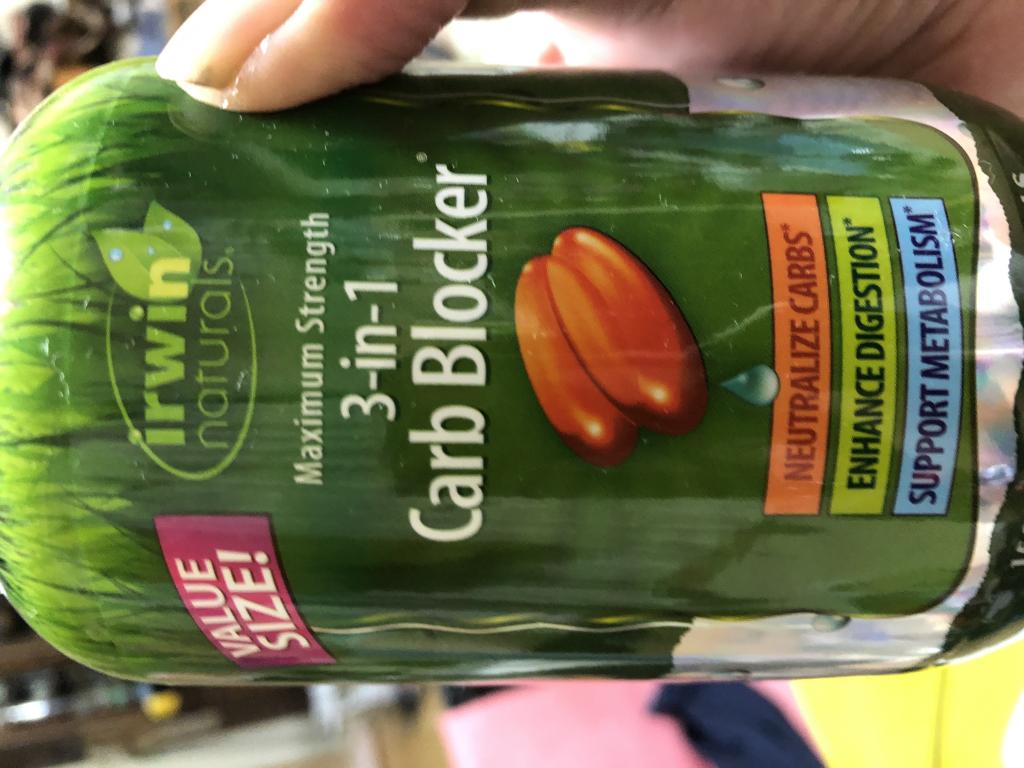 irwin
naturals®
VALUE
SIZE!
Maximum Strength
3-in-1
Carb Blocker®
NEUTRALIZE CARBS*
ENHANCE DIGESTION*
SUPPORT METABOLISM*